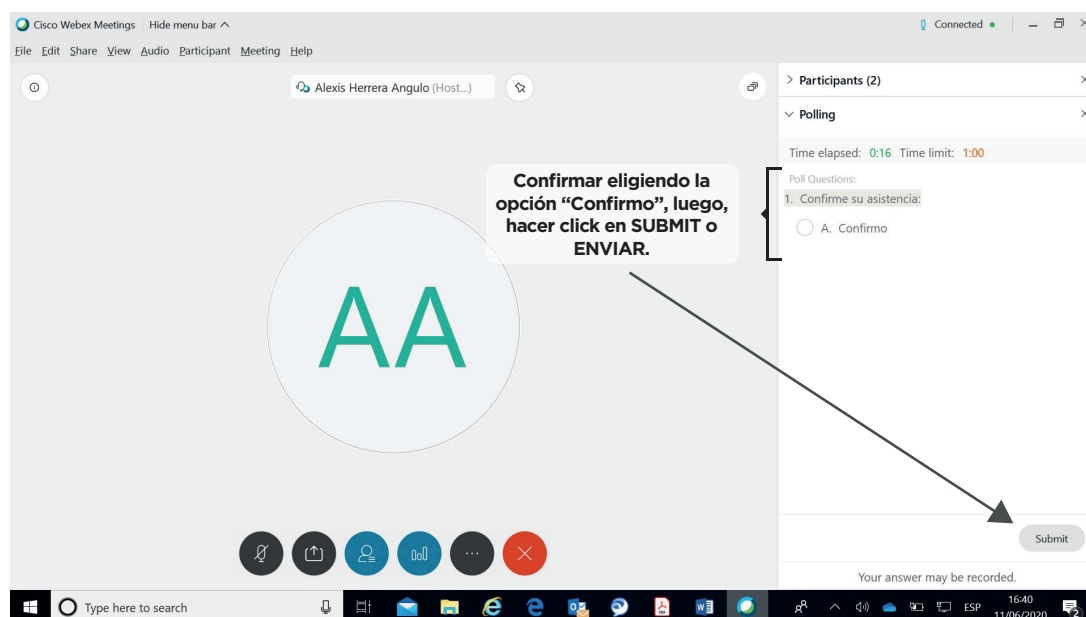 Cisco Webex Meetings Hide menu bar
Connected
File Edit Share View Audio Participant Meeting Help
Alexis Herrera Angulo (Host...)
Participants (2)
Polling
Time elapsed: 0:16 Time limit: 1:00
Poll Questions:
1. Confirme su asistencia:
A. Confirmo
Confirmar eligiendo la
opción “Confirmo”, luego,
hacer click en SUBMIT o
ENVIAR.
AA
Submit
Your answer may be recorded.
Type here to search
ESP
16:40
11/06/2020
2